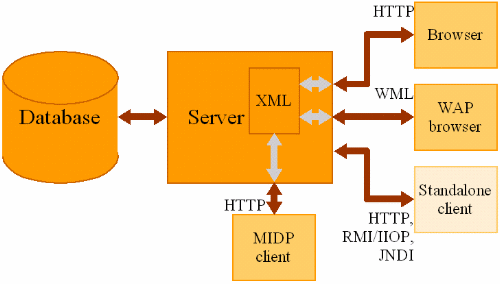 HTTP
Browser
Database
Server
XML
WML
WAP
browser
Standalone
client
HTTP
HTTP,
RMI/IIOP,
JNDI
MIDP
client